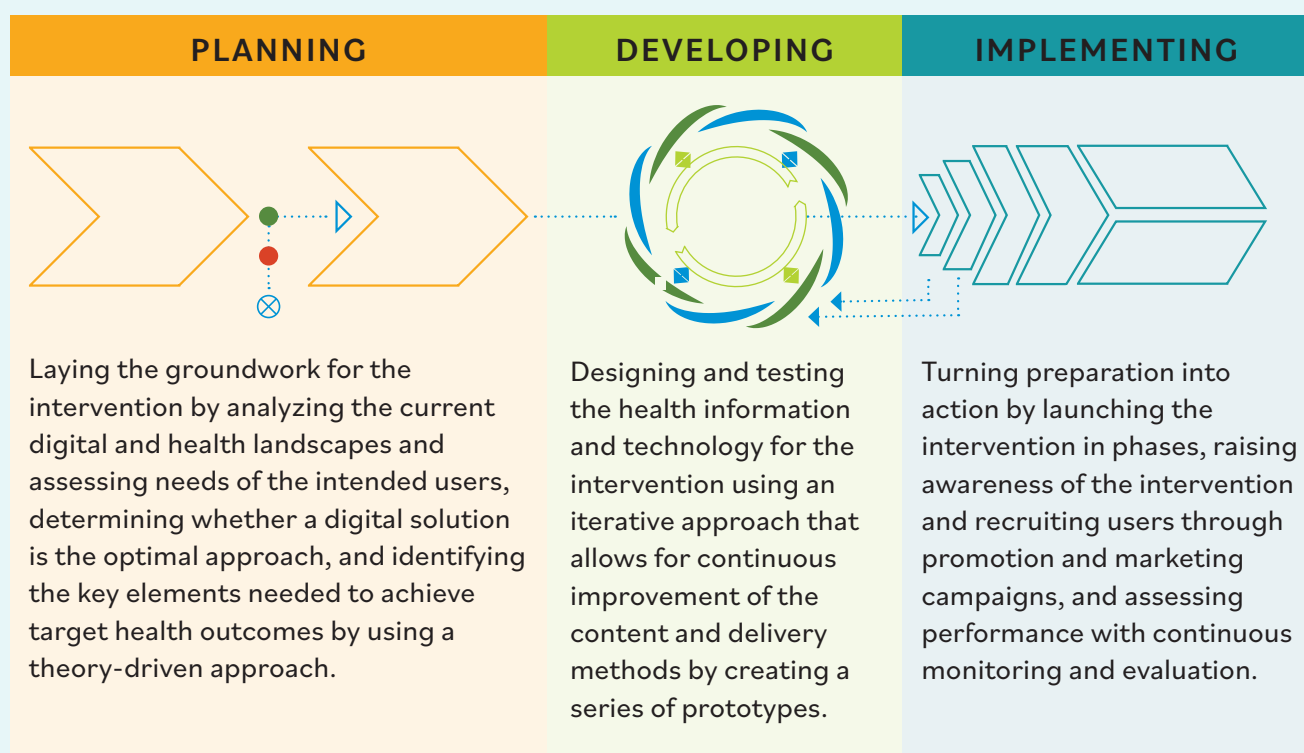 PLANNING
Laying the groundwork for the
intervention by analyzing the current
digital and health landscapes and
assessing needs of the intended users,
determining whether a digital solution
is the optimal approach, and identifying
the key elements needed to achieve
target health outcomes by using a
theory-driven approach.
DEVELOPING
Designing and testing
the health information
and technology for the
intervention using an
iterative approach that
allows for continuous
improvement of the
content and delivery
methods by creating a
series of prototypes.
IMPLEMENTING
Turning preparation into
action by launching the
intervention in phases, raising
awareness of the intervention
and recruiting users through
promotion and marketing
campaigns, and assessing
performance with continuous
monitoring and evaluation.